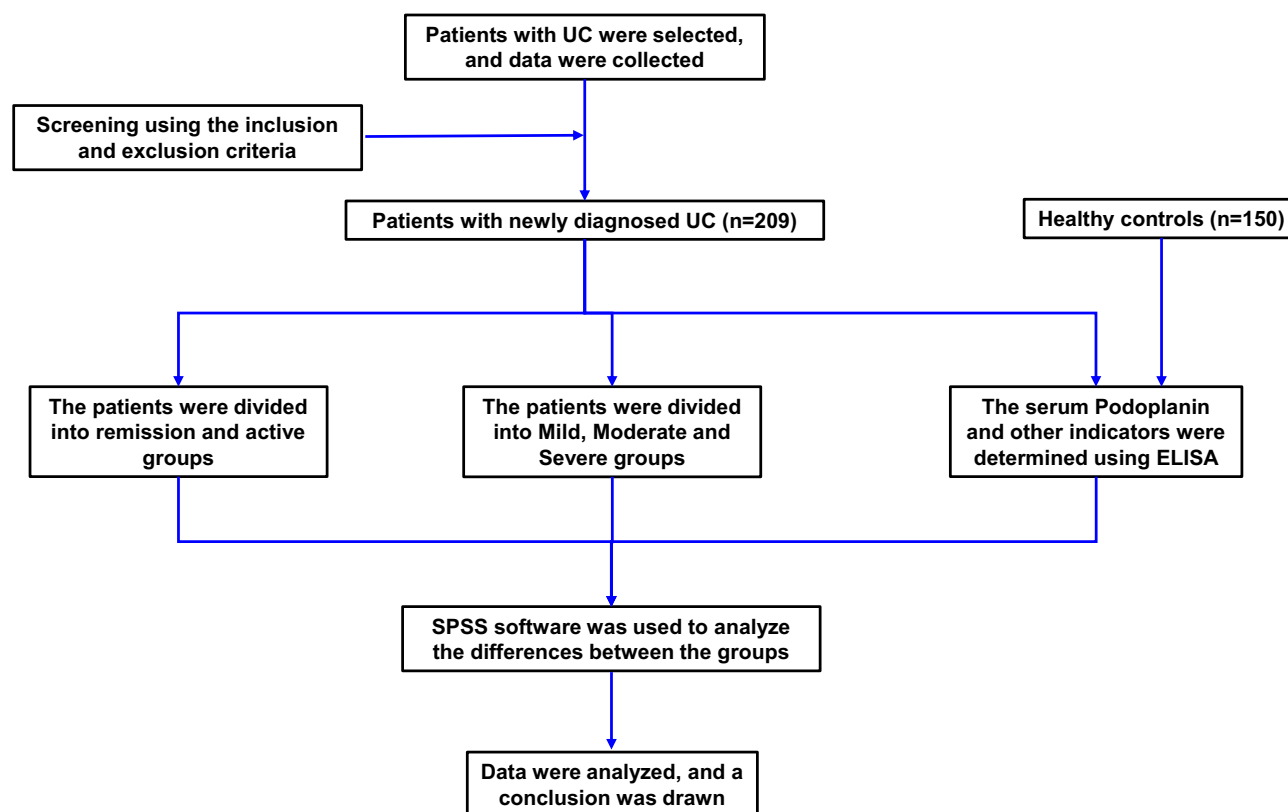 Patients with UC were selected,
and data were collected
Screening using the inclusion
and exclusion criteria
Patients with newly diagnosed UC (n=209)
Healthy controls (n=150)
The patients were divided
into remission and active
groups
The patients were divided
into Mild, Moderate and
Severe groups
The serum Podoplanin
and other indicators were
determined using ELISA
SPSS software was used to analyze
the differences between the groups
Data were analyzed, and a
conclusion was drawn